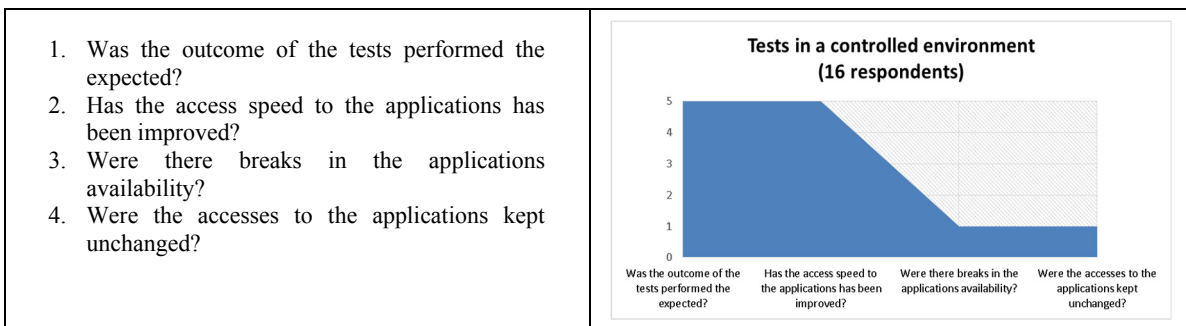 1. Was the outcome of the tests performed the
expected?
2. Has the access speed to the applications has
been improved?
3. Were there breaks in the applications
availability?
4. Were the accesses to the applications kept
unchanged?
Tests in a controlled environment
(16 respondents)
5
4
3
2
1
0
Was the outcome of the
tests performed the
expected?
Has the access speed to
the applications has been
improved?
Were there breaks in the
applications availability?
Were the accesses to the
applications kept
unchanged?